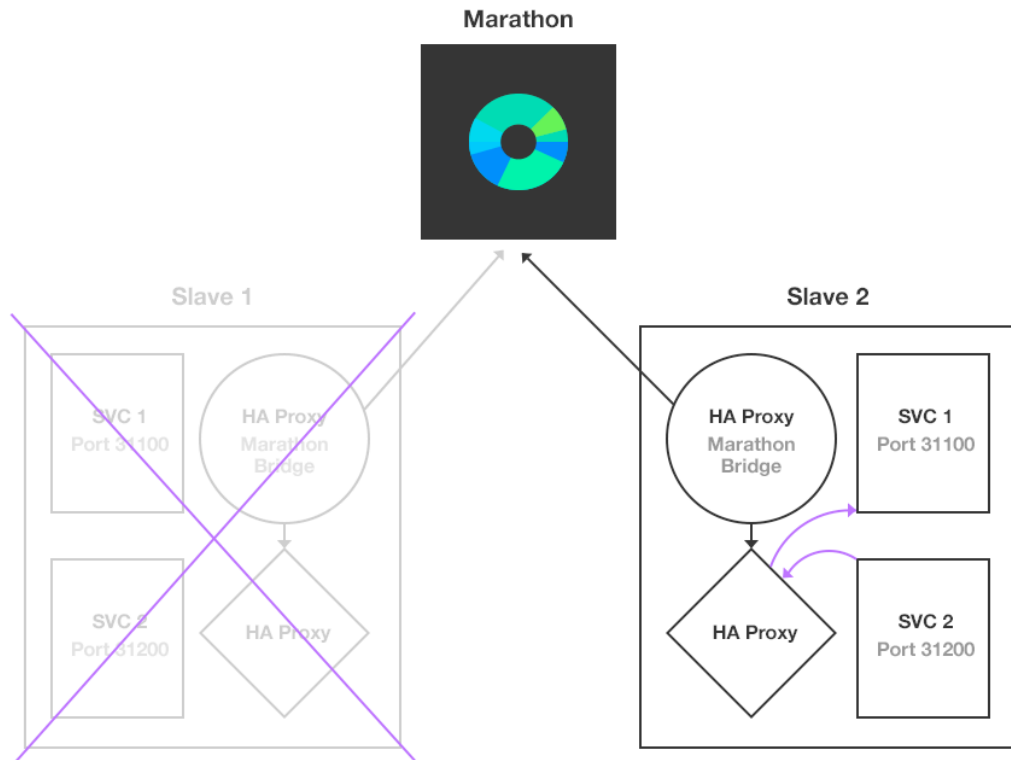 Marathon
Slave 1
SVC 1
Port 31100
HA Proxy
Marathon
Bridge
SVC 2
Port 31200
HA Proxy
Slave 2
HA Proxy
Marathon
Bridge
SVC 1
Port 31100
HA Proxy
SVC 2
Port 31200